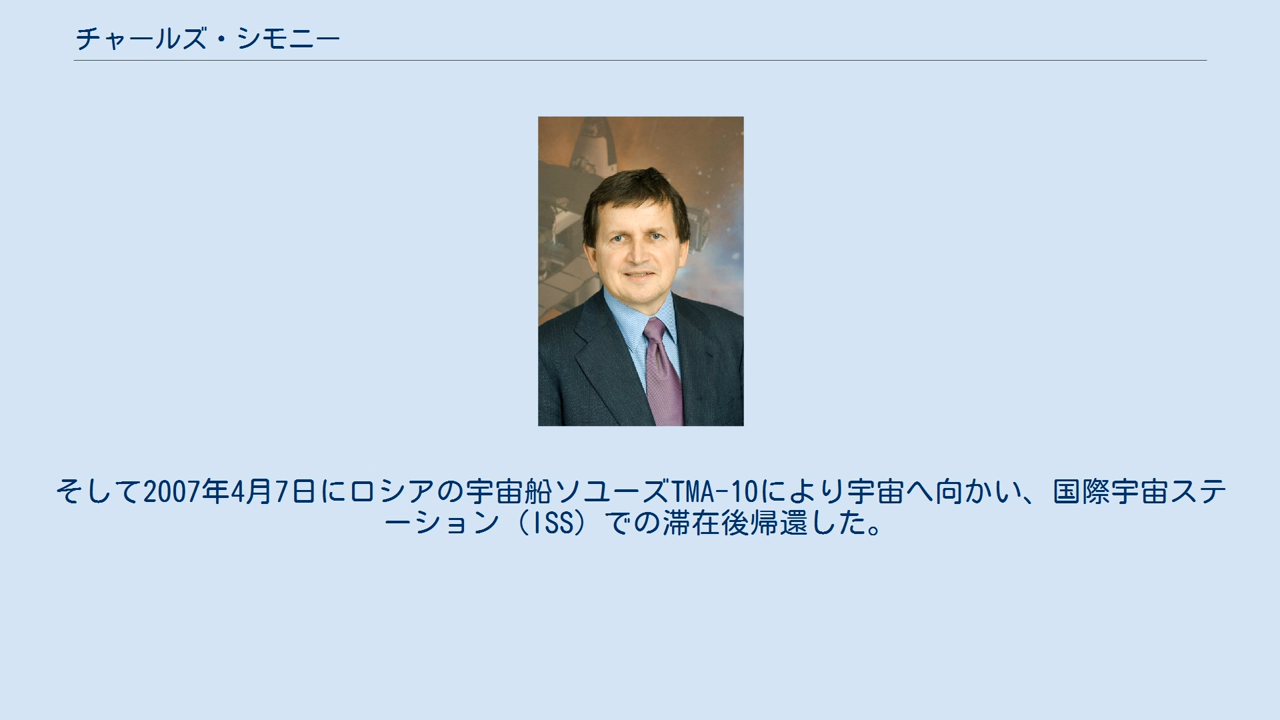 チャールズ・シモニー
そして2007年4月7日にロシアの宇宙船ソユーズTMA-10により宇宙へ向かい、国際宇宙ステ
ーション（ISS）での滞在後帰還した。